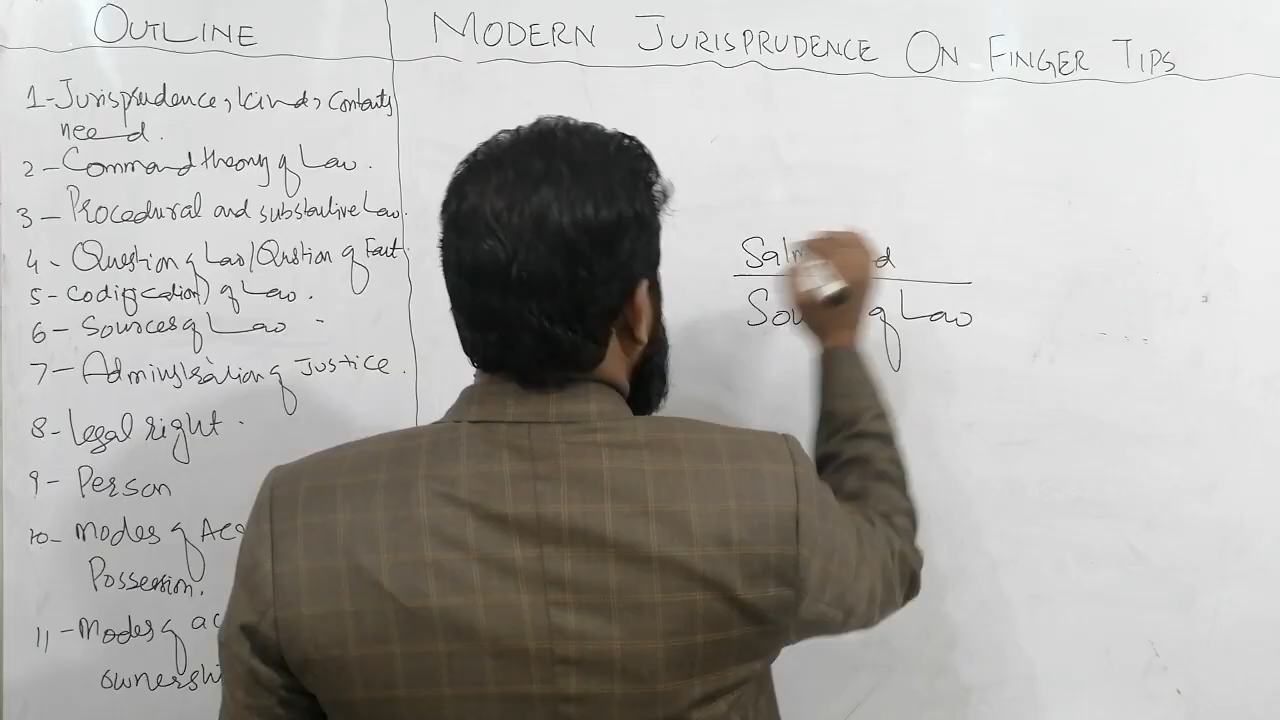 OUTLINE
MODERN JURISPRUDENCE ON FINGER TIPS
1-Jurisprudence, kinds, contents
need.
2-Command theory of Law.
3-Procedural and substantive Law.
4-Question of Law/Qustion of Fact
5-Codification of Law.
6-Sources of Law
7-Administration of Justice.
8-Legal right.
9-Person
10-Modes of
Possession.
11-Modes of
of Law